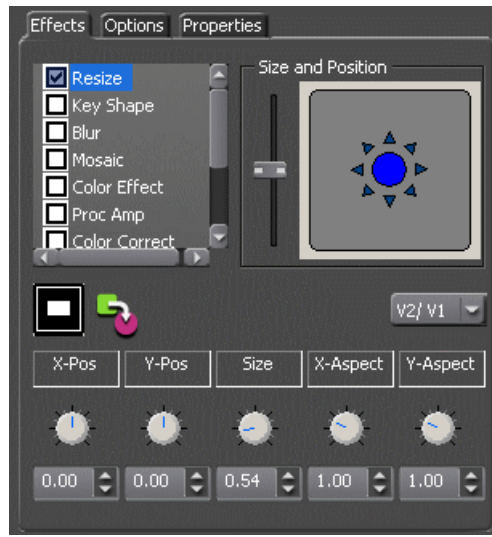 Effects Options Properties
Resize
Key Shape
Blur
Mosaic
Color Effect
Proc Amp
Color Correct
Size and Position
V2/ V1
X-Pos Y-Pos Size X-Aspect Y-Aspect
0.00 0.00 0.54 1.00 1.00